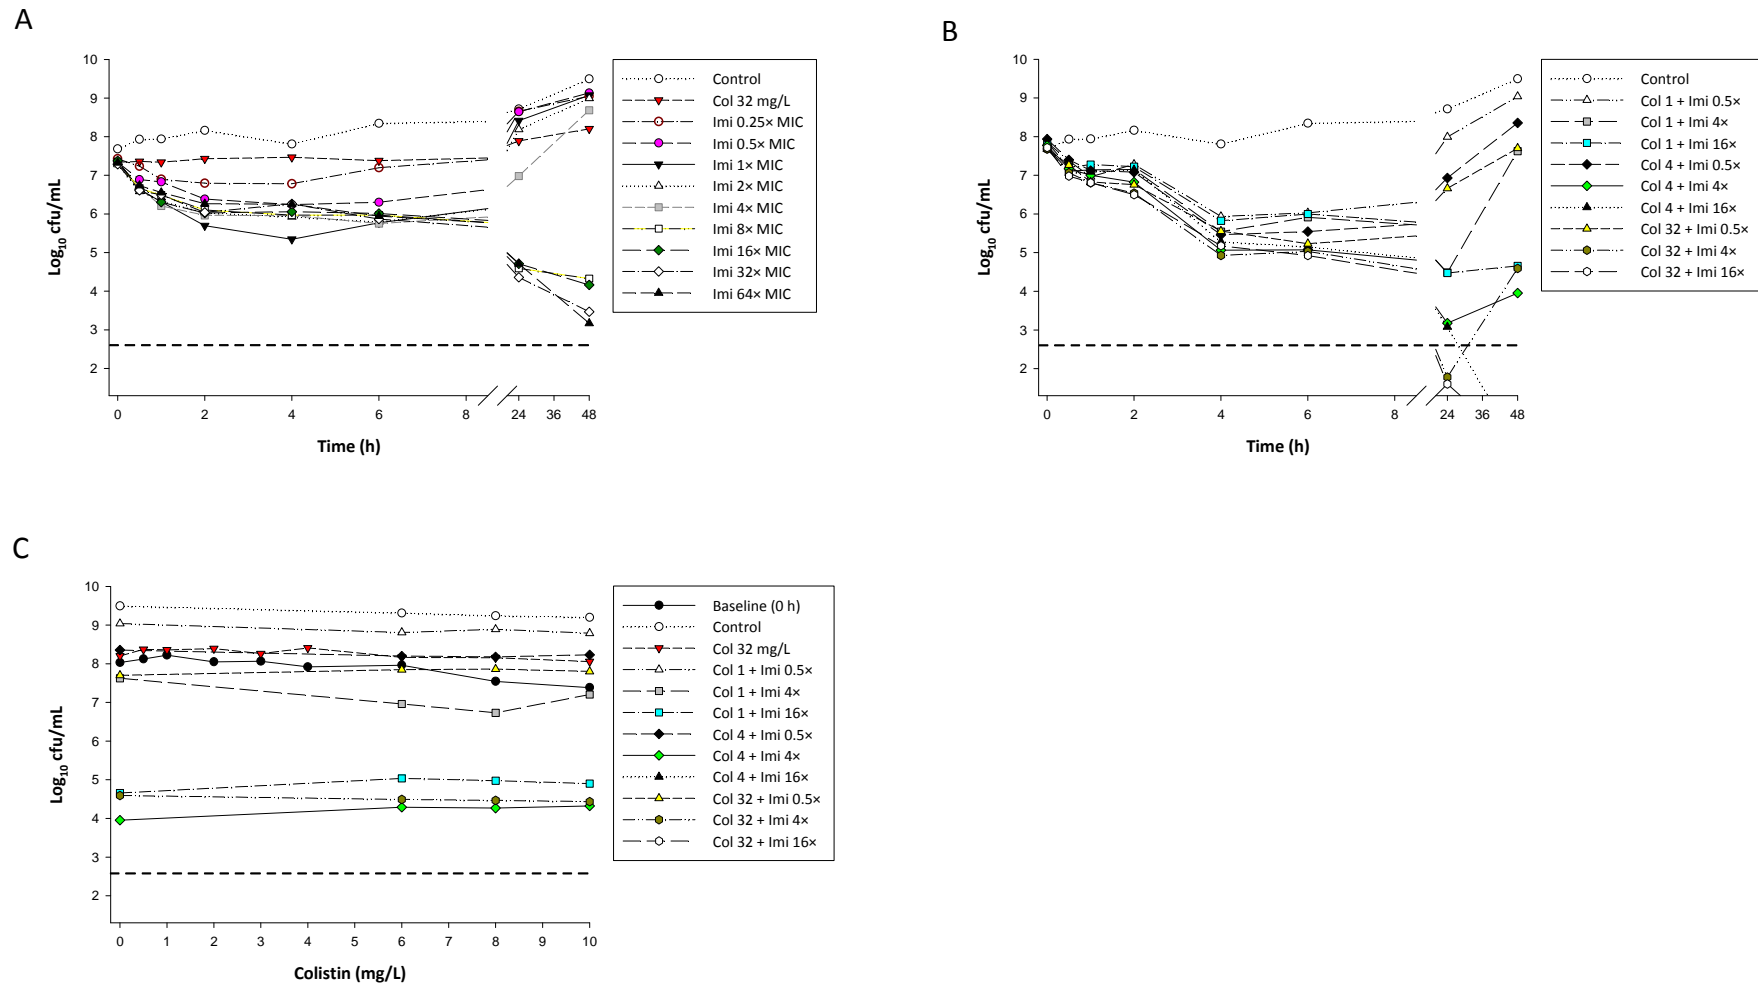 A
10
9
8
7
6
5
4
3
2
Log10 cfu/mL
0 2 4 6 8 24 36 48
Time (h)
Control
Col 32 mg/L
Imi 0.25× MIC
Imi 0.5× MIC
Imi 1× MIC
Imi 2× MIC
Imi 4× MIC
Imi 8× MIC
Imi 16× MIC
Imi 32× MIC
Imi 64× MIC
B
10
9
8
7
6
5
4
3
2
Log10 cfu/mL
0 2 4 6 8 24 36 48
Time (h)
Control
Col 1 + Imi 0.5×
Col 1 + Imi 4×
Col 1 + Imi 16×
Col 4 + Imi 0.5×
Col 4 + Imi 4×
Col 4 + Imi 16×
Col 32 + Imi 0.5×
Col 32 + Imi 4×
Col 32 + Imi 16×
C
10
9
8
7
6
5
4
3
2
Log10 cfu/mL
0 1 2 3 4 5 6 7 8 9 10
Colistin (mg/L)
Baseline (0 h)
Control
Col 32 mg/L
Col 1 + Imi 0.5×
Col 1 + Imi 4×
Col 1 + Imi 16×
Col 4 + Imi 0.5×
Col 4 + Imi 4×
Col 4 + Imi 16×
Col 32 + Imi 0.5×
Col 32 + Imi 4×
Col 32 + Imi 16×